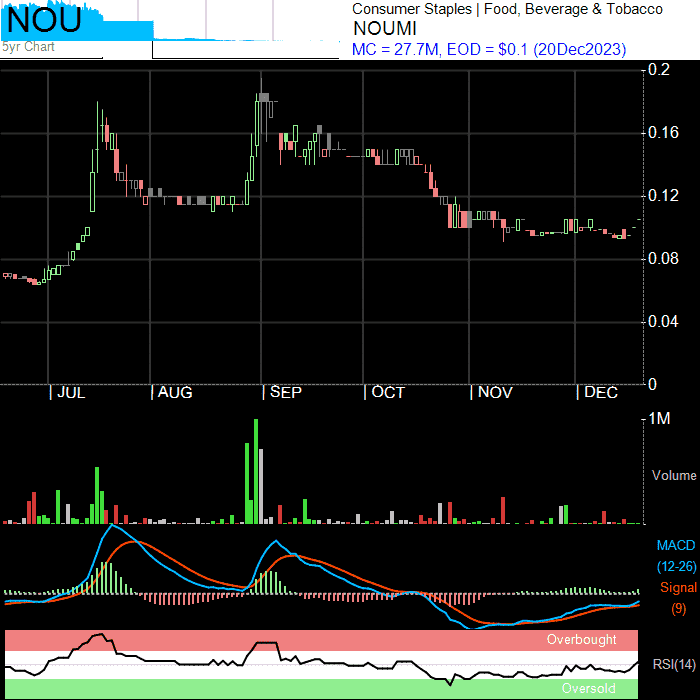 NOU
5yr Chart
Consumer Staples | Food, Beverage & Tobacco
NOUMI
MC = 27.7M, EOD = $0.1 (20Dec2023)
0.2
0.16
0.12
0.08
0.04
0
| JUL | AUG | SEP | OCT | NOV | DEC
1M
Volume
MACD
(12-26)
Signal
(9)
Overbought
RSI(14)
Oversold